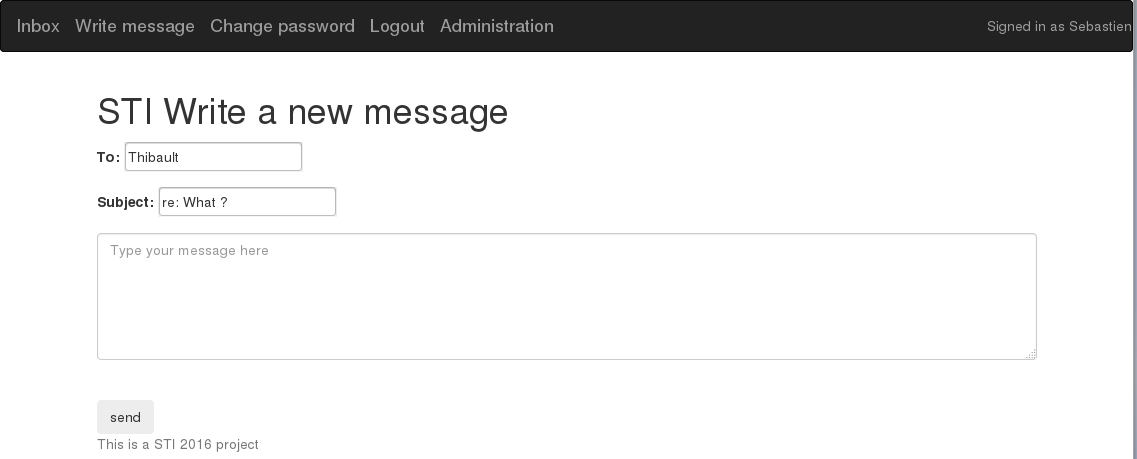 Inbox Write message Change password Logout Administration Signed in as Sebastien
STI Write a new message
To: Thibault
Subject: re: What ?
Type your message here
send
This is a STI 2016 project